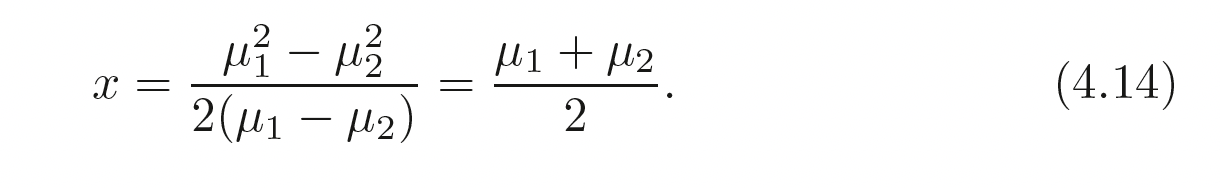 x = \frac{\mu_1^2 - \mu_2^2}{2(\mu_1 - \mu_2)} = \frac{\mu_1 + \mu_2}{2}. (4.14)